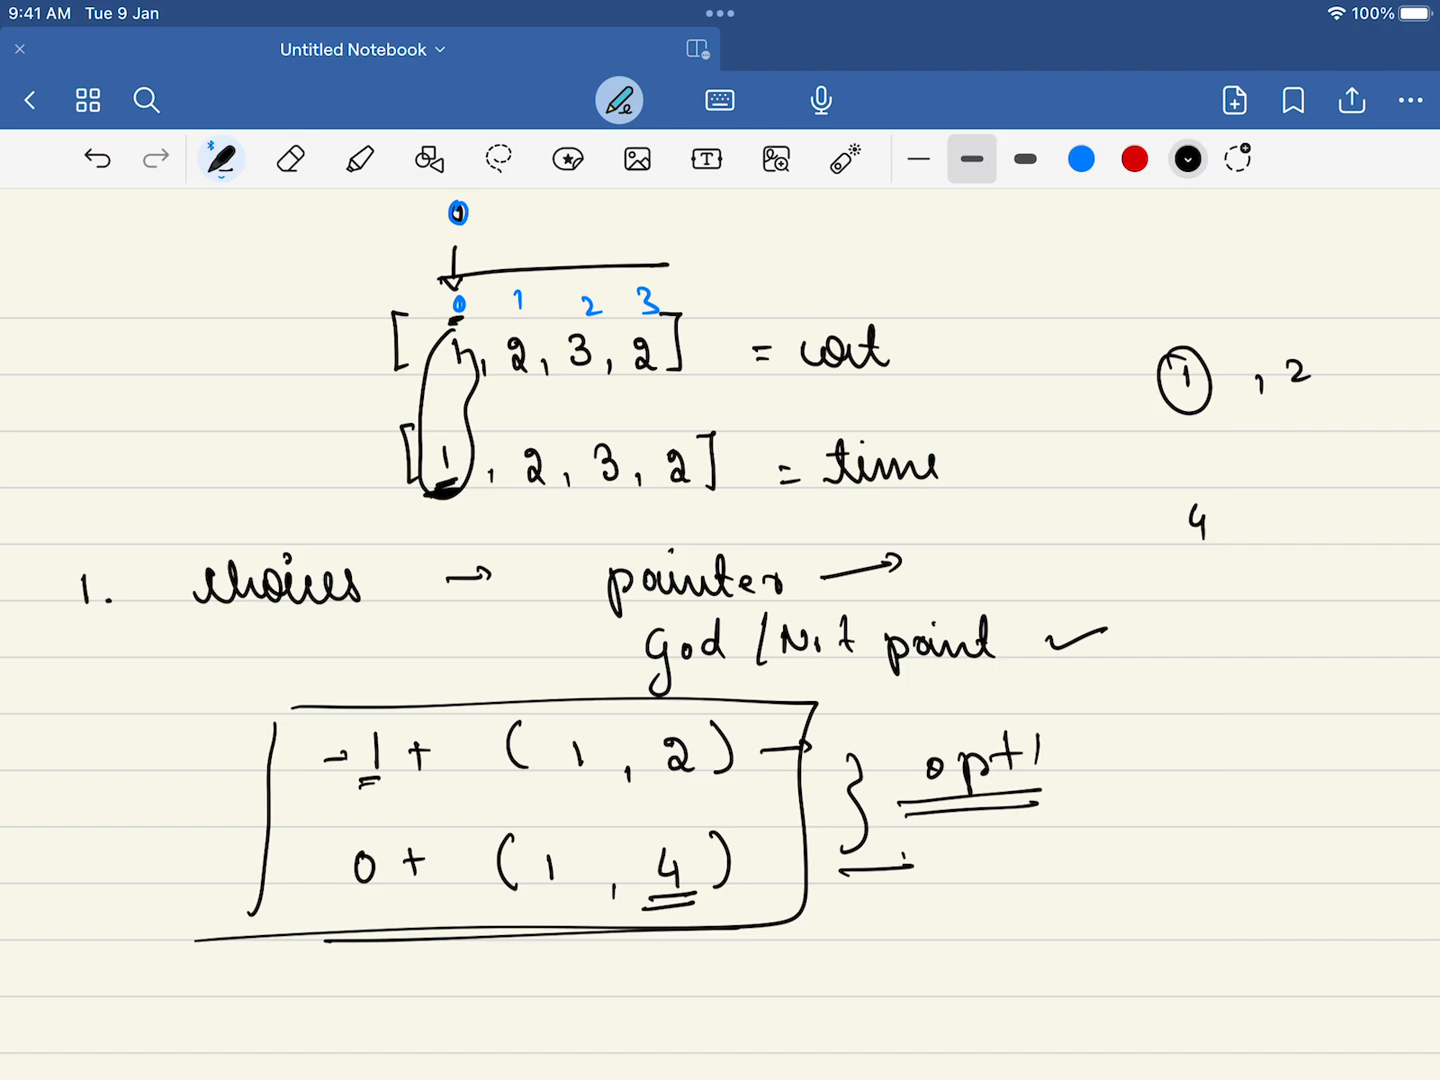 9:41 AM Tue 9 Jan 100%
Untitled Notebook
0
0 1 2 3
[1, 2, 3, 2] = cost
1, 2
[1, 2, 3, 2] = time
4
1. choices → pointer →
god / Not paint ✓
-1 + (1, 2) → } opt1
0 + (1, 4)